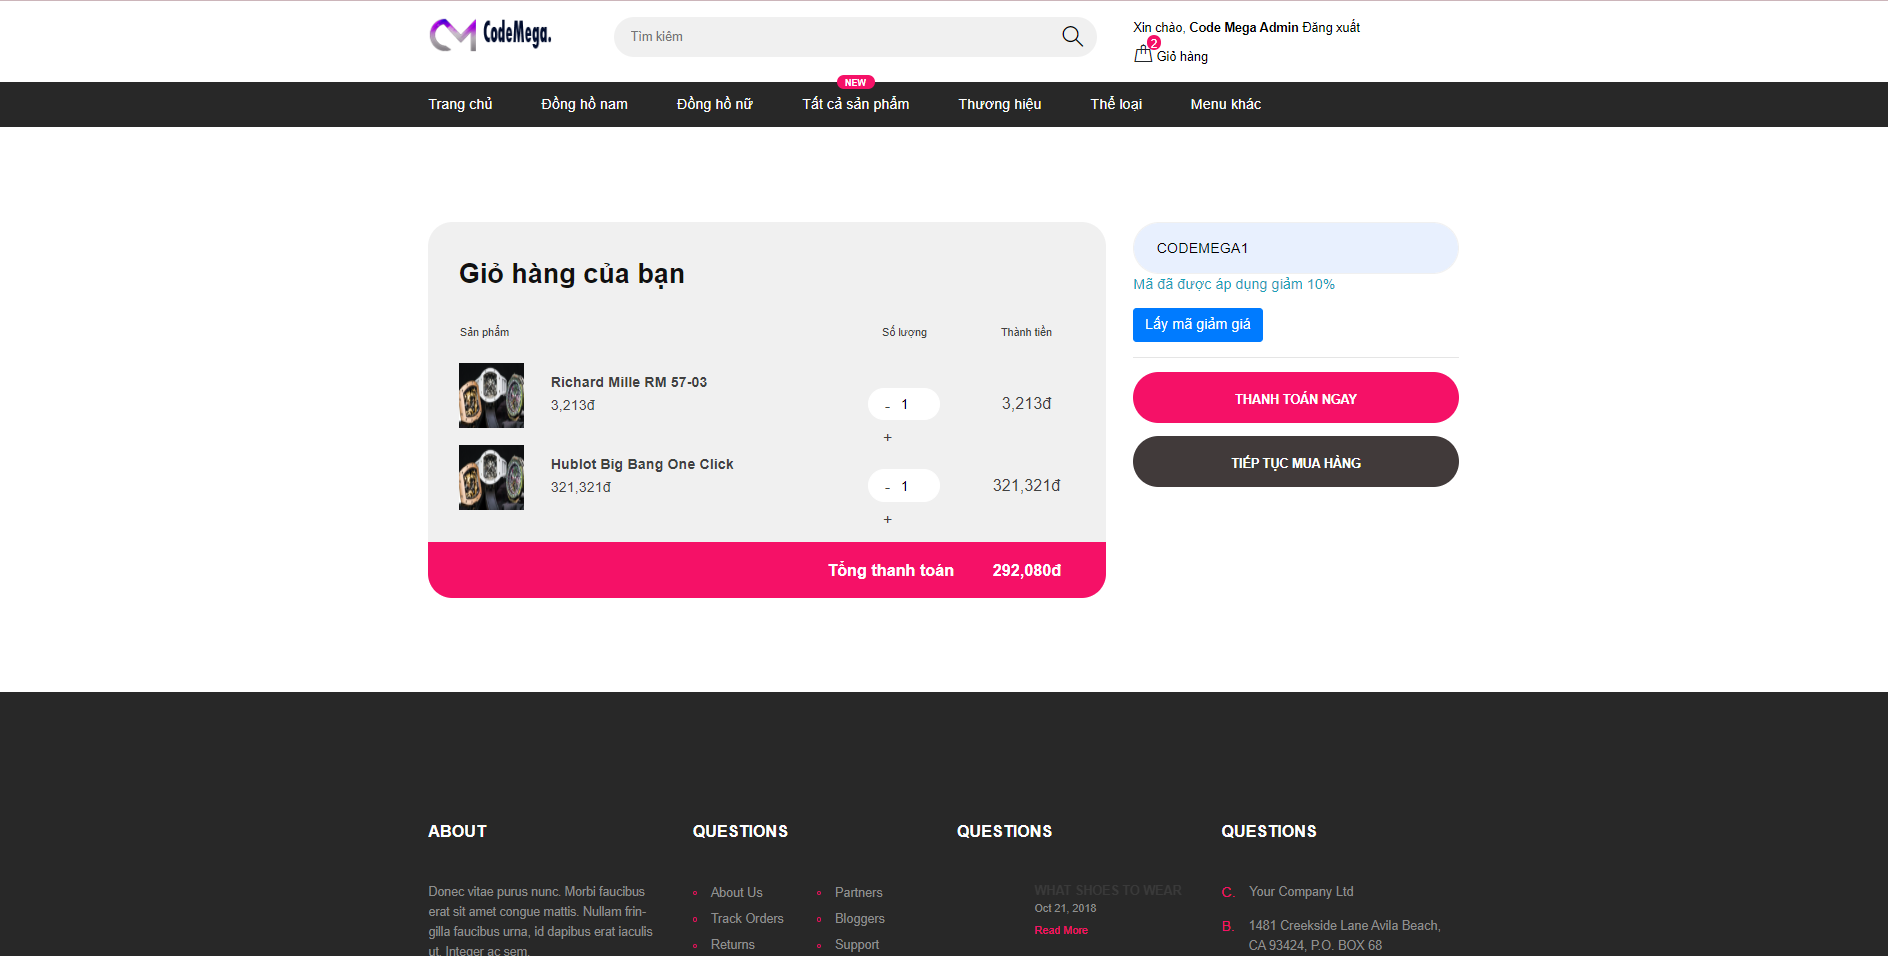 CodeMega.
Tìm kiếm
Xin chào, Code Mega Admin Đăng xuất
2
Giỏ hàng
NEW
Trang chủ Đồng hồ nam Đồng hồ nữ Tất cả sản phẩm Thương hiệu Thể loại Menu khác
Giỏ hàng của bạn
Sản phẩm Số lượng Thành tiền
Richard Mille RM 57-03
3,213đ
- 1
+
3,213đ
Hublot Big Bang One Click
321,321đ
- 1
+
321,321đ
Tổng thanh toán 292,080đ
CODEMEGA1
Mã đã được áp dụng giảm 10%
Lấy mã giảm giá
THANH TOÁN NGAY
TIẾP TỤC MUA HÀNG
ABOUT
Donec vitae purus nunc. Morbi faucibus
erat sit amet congue mattis. Nullam frin-
gilla faucibus urna, id dapibus erat iaculis
ut. Integer ac sem.
QUESTIONS
About Us
Track Orders
Returns
Partners
Bloggers
Support
QUESTIONS
WHAT SHOES TO WEAR
Oct 21, 2018
Read More
QUESTIONS
C. Your Company Ltd
B. 1481 Creekside Lane Avila Beach,
CA 93424, P.O. BOX 68